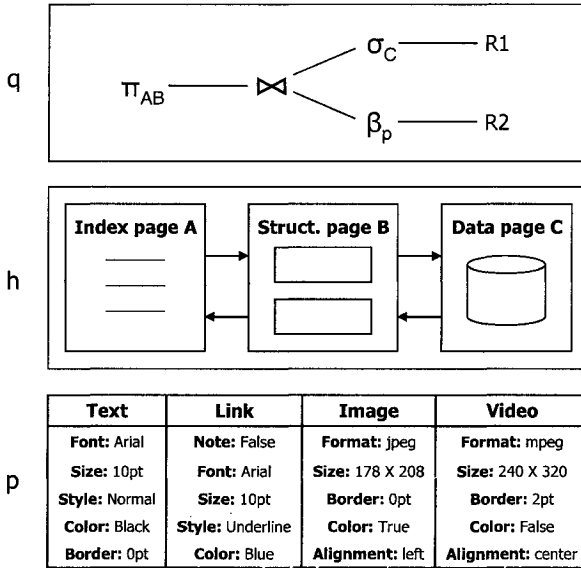 q
π_AB ⋈ σ_C R1
β_p R2
h
Index page A Struct. page B Data page C
p
Text Link Image Video
Font: Arial Note: False Format: jpeg Format: mpeg
Size: 10pt Font: Arial Size: 178 X 208 Size: 240 X 320
Style: Normal Size: 10pt Border: 0pt Border: 2pt
Color: Black Style: Underline Color: True Color: False
Border: 0pt Color: Blue Alignment: left Alignment: center